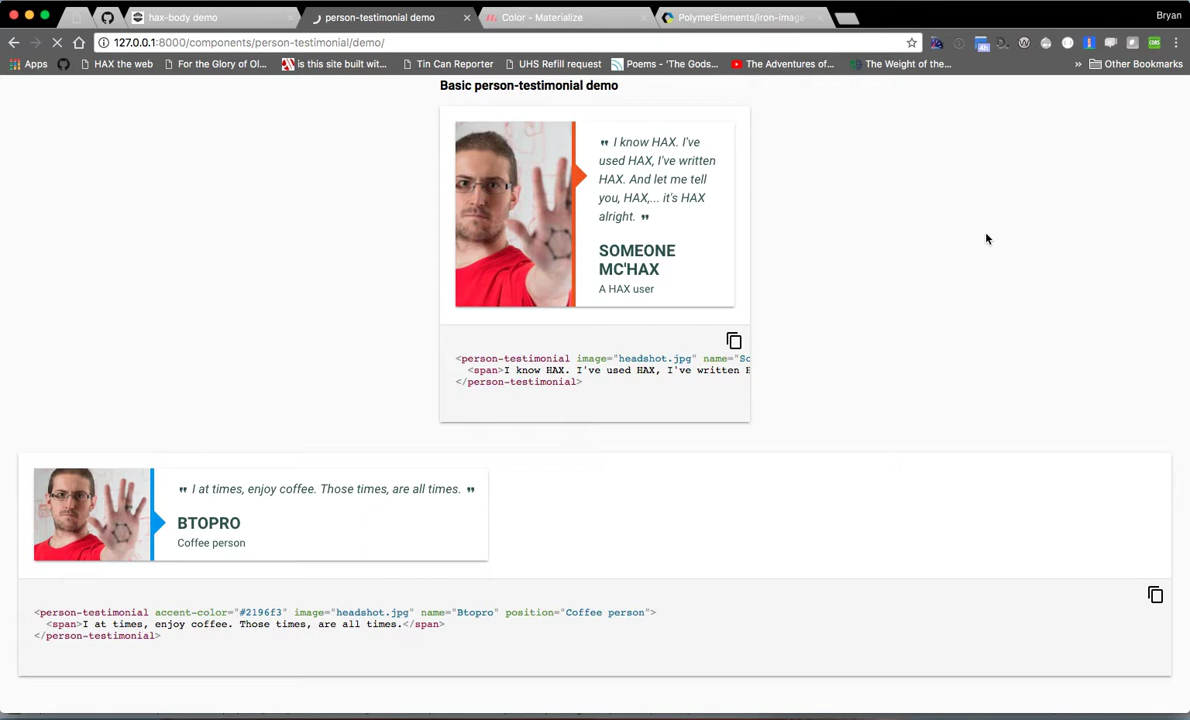 hax-body demo
person-testimonial demo
Color - Materialize
PolymerElements/iron-image
Bryan
127.0.0.1:8000/components/person-testimonial/demo/
Apps
HAX the web
For the Glory of Ol...
is this site built wit...
Tin Can Reporter
UHS Refill request
Poems - 'The Gods...
The Adventures of...
The Weight of the...
»
Other Bookmarks
Basic person-testimonial demo
I know HAX. I've
used HAX, I've written
HAX. And let me tell
you, HAX,... it's HAX
alright.
SOMEONE
MC'HAX
A HAX user
<person-testimonial image="headshot.jpg" name="So
<span>I know HAX. I've used HAX, I've written H
</person-testimonial>
I at times, enjoy coffee. Those times, are all times.
BTOPRO
Coffee person
<person-testimonial accent-color="#2196f3" image="headshot.jpg" name="Btopro" position="Coffee person">
<span>I at times, enjoy coffee. Those times, are all times.</span>
</person-testimonial>